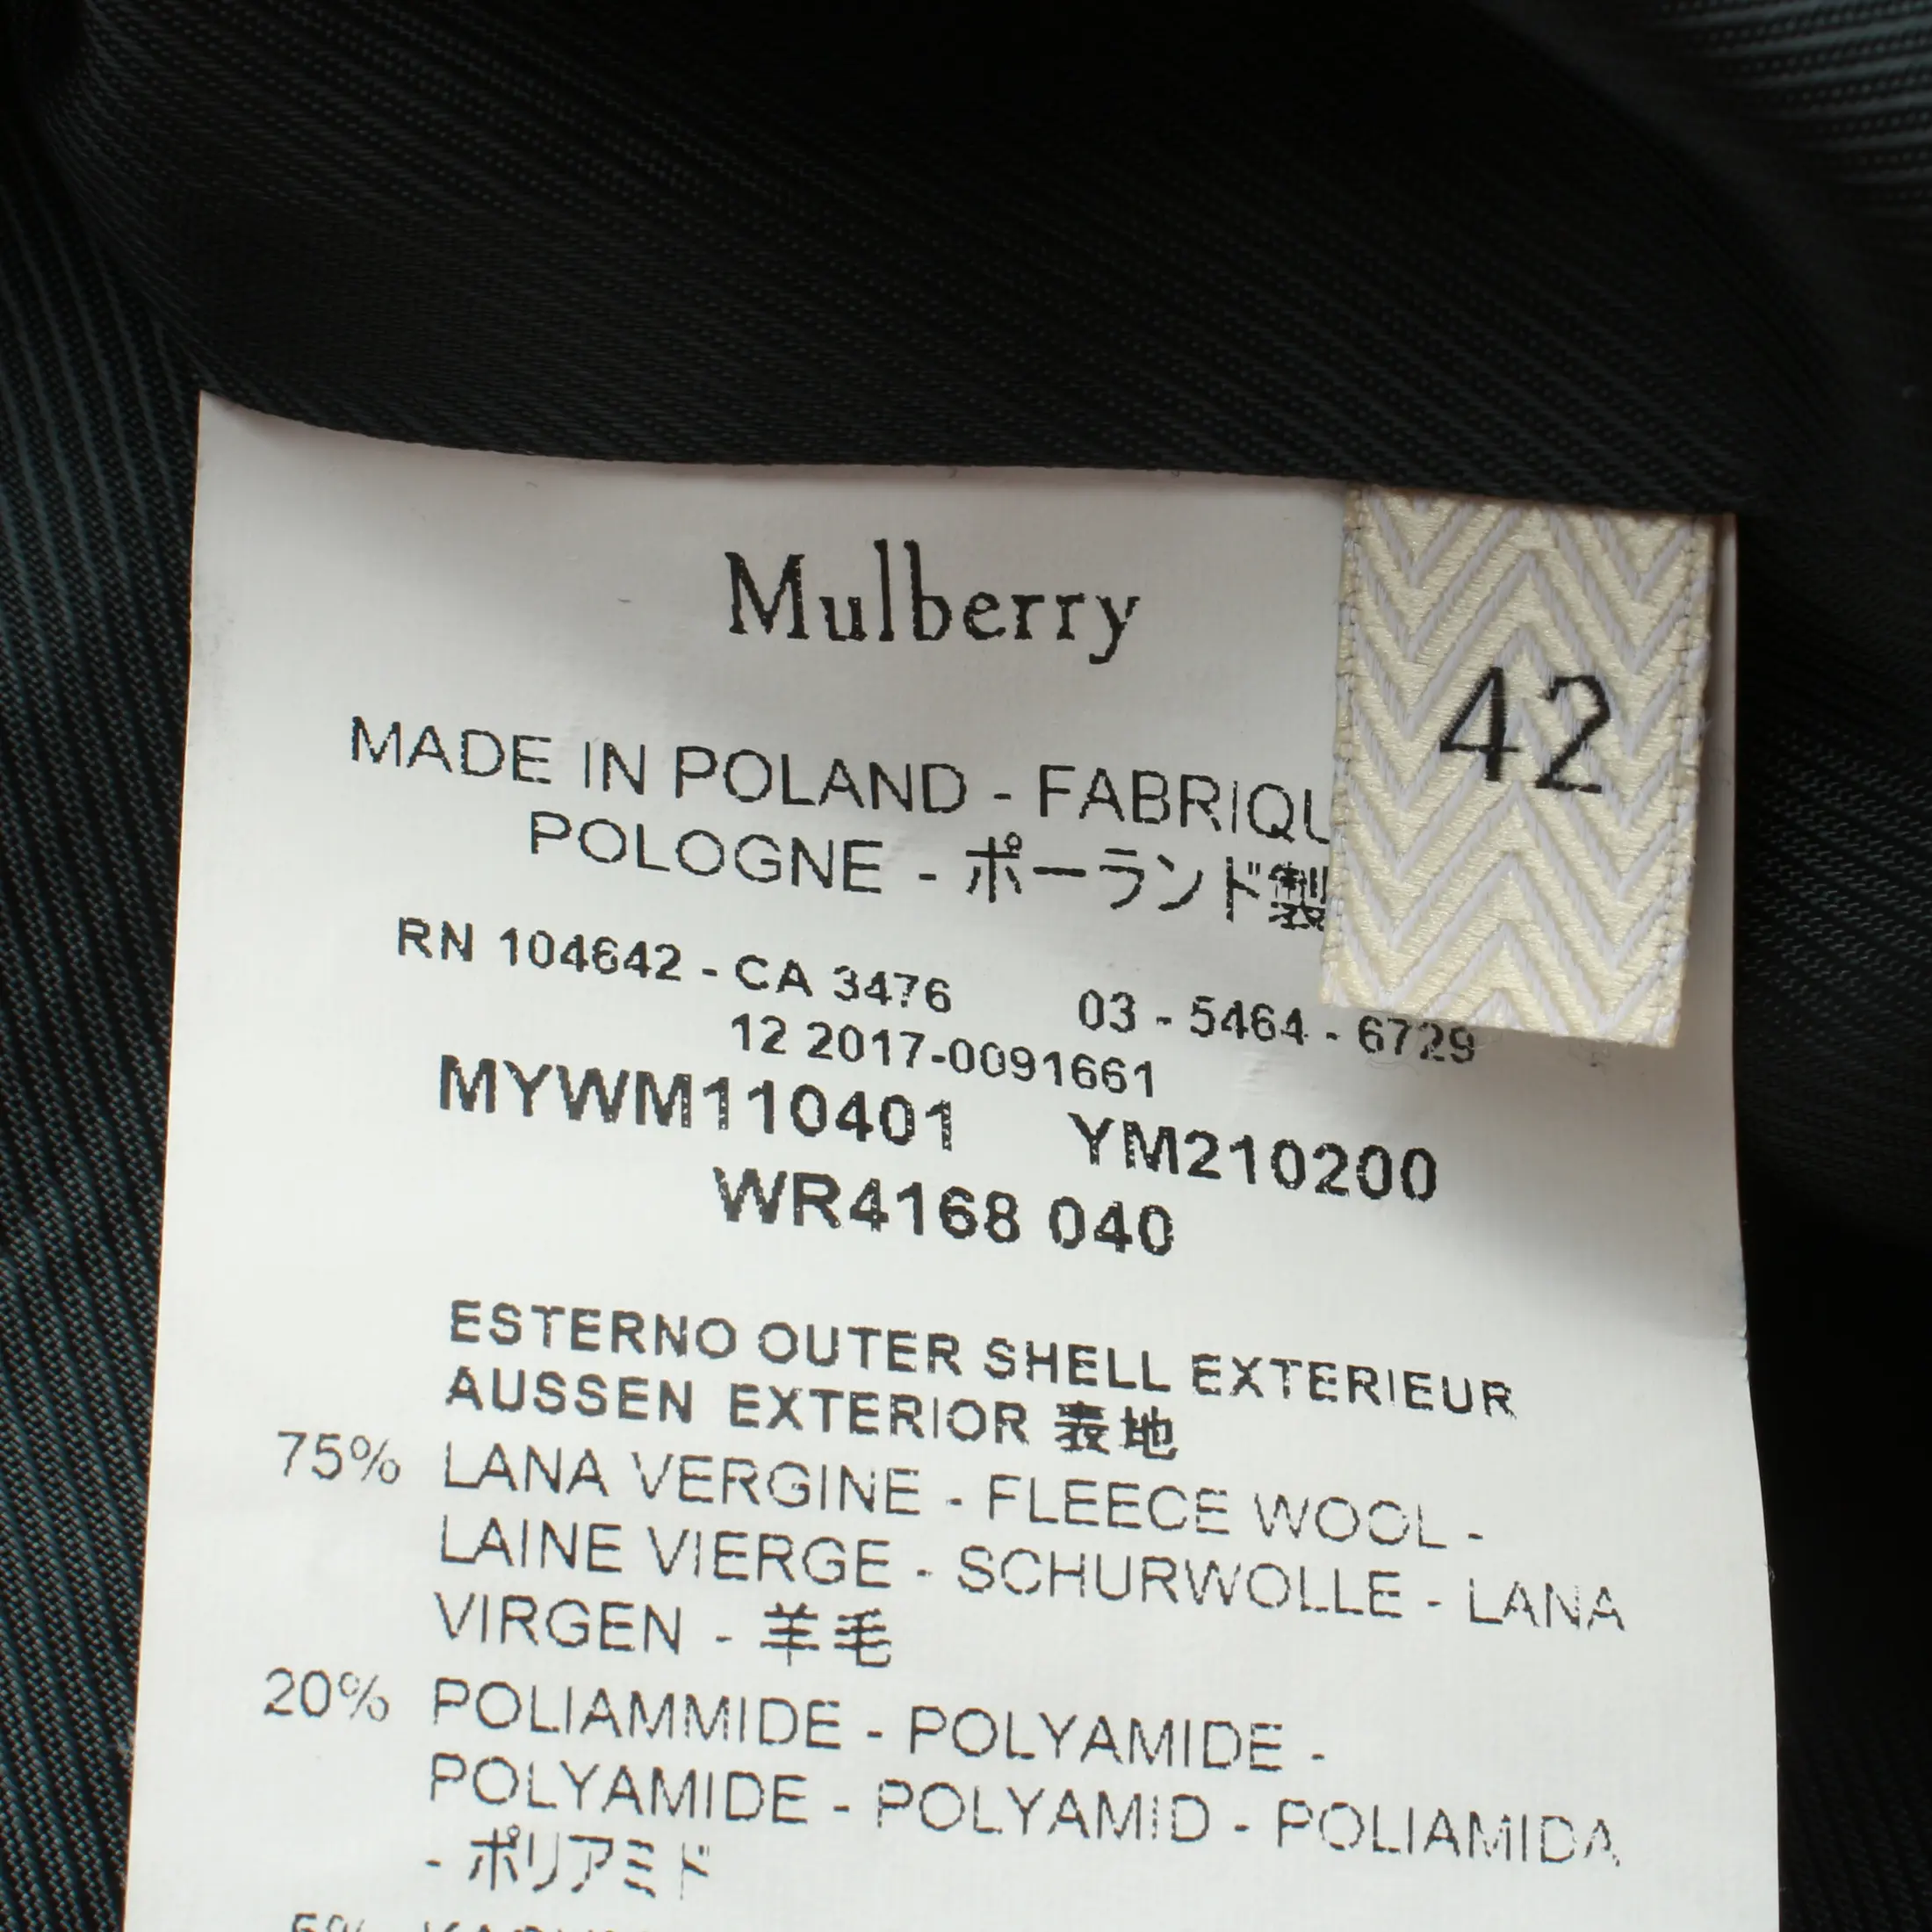 Mulberry
42
MADE IN POLAND - FABRIQU
POLOGNE - ポーランド製
RN 104642 - CA 3476 03 - 5464 - 6729
12 2017-0091661
MYWM110401 YM210200
WR4168 040
ESTERNO OUTER SHELL EXTERIEUR
AUSSEN EXTERIOR 表地
75% LANA VERGINE - FLEECE WOOL -
LAINE VIERGE - SCHURWOLLE - LANA
VIRGEN - 羊毛
20% POLIAMMIDE - POLYAMIDE -
POLYAMIDE - POLYAMID - POLIAMIDA
- ポリアミド
5%